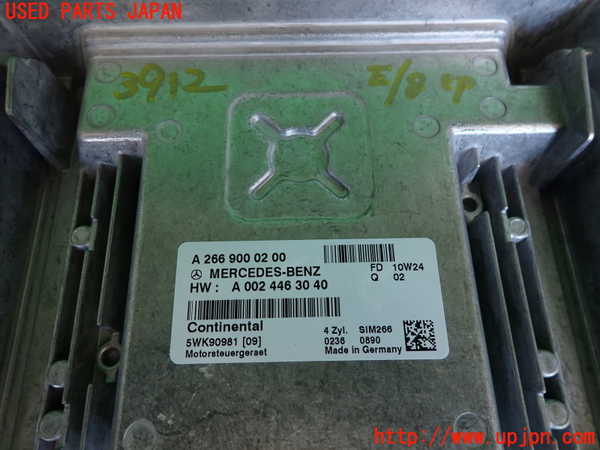 USED PARTS JAPAN
3912
I/8 EP
A 266 900 02 00
MERCEDES-BENZ
HW : A 002 446 30 40
FD 10W24
Q 02
Continental
5WK90981 [09]
Motorsteuergeraet
4 Zyl. SIM266
0236 0890
Made in Germany
http://www.upjpn.com/